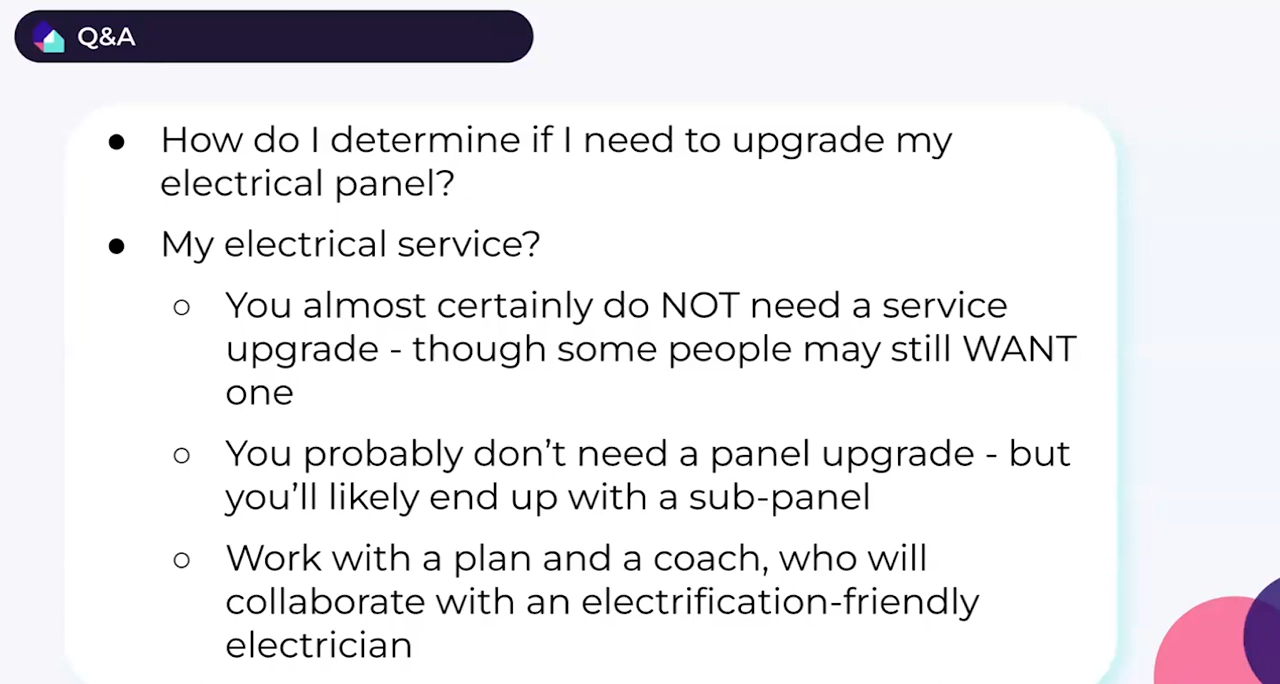 Q&A
● How do I determine if I need to upgrade my
electrical panel?
● My electrical service?
○ You almost certainly do NOT need a service
upgrade - though some people may still WANT
one
○ You probably don’t need a panel upgrade - but
you’ll likely end up with a sub-panel
○ Work with a plan and a coach, who will
collaborate with an electrification-friendly
electrician